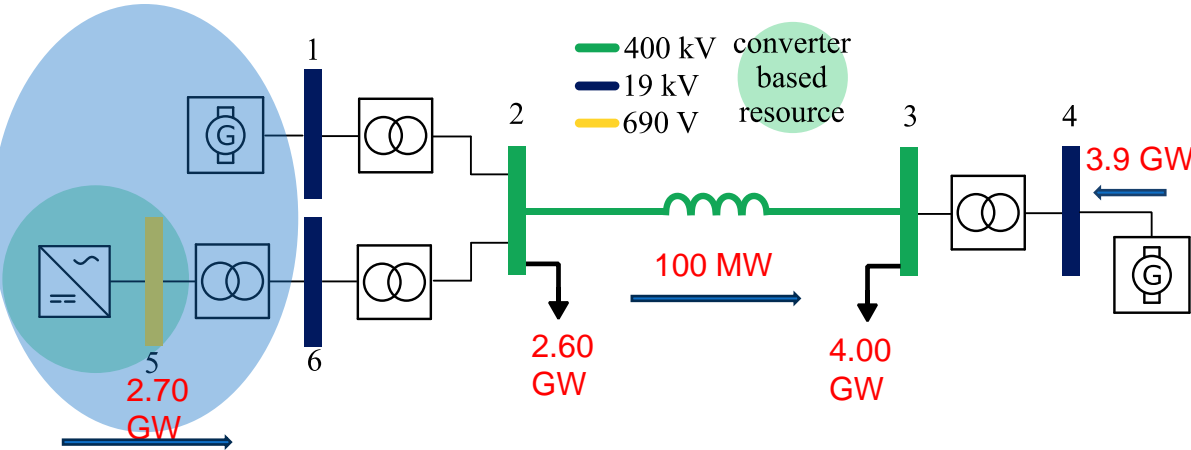 1
400 kV
19 kV
690 V
converter
based
resource
2
3
4
3.9 GW
G
G
100 MW
5
6
2.60
GW
4.00
GW
2.70
GW